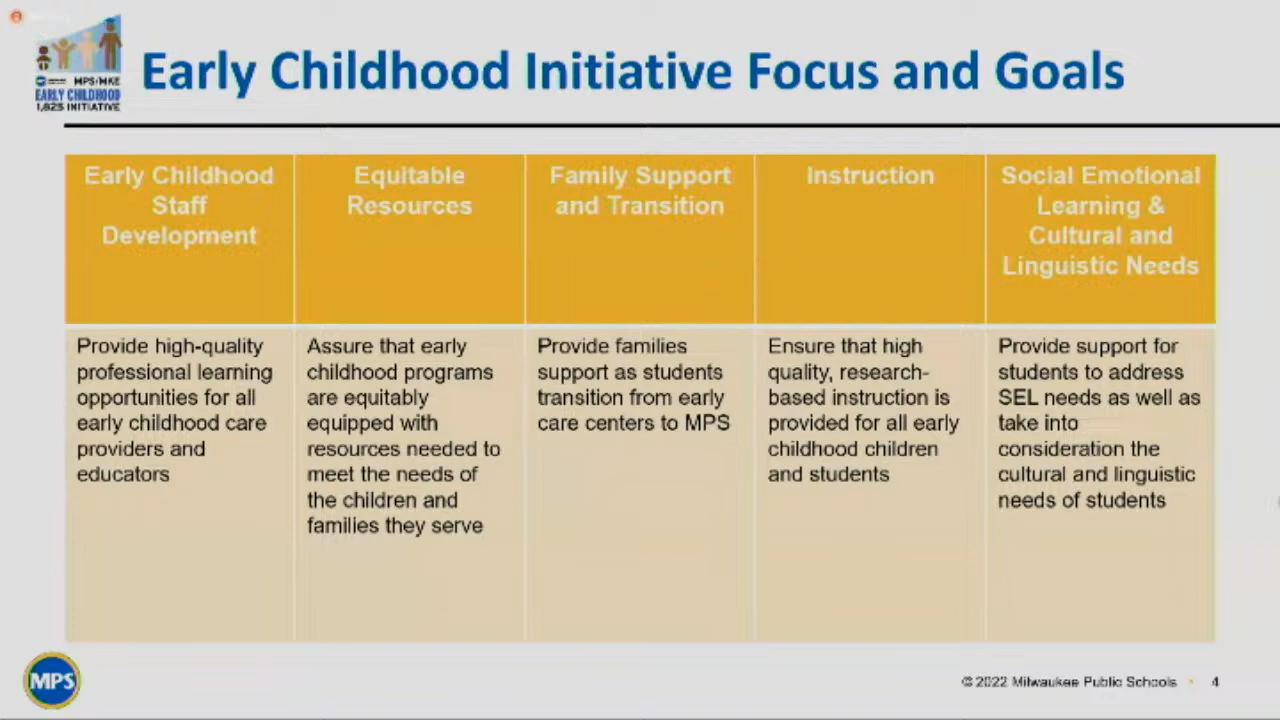 MPS/MKE
EARLY CHILDHOOD
1,825 INITIATIVE
Early Childhood Initiative Focus and Goals
Early Childhood
Staff
Development
Equitable
Resources
Family Support
and Transition
Instruction
Social Emotional
Learning &
Cultural and
Linguistic Needs
Provide high-quality
professional learning
opportunities for all
early childhood care
providers and
educators
Assure that early
childhood programs
are equitably
equipped with
resources needed to
meet the needs of
the children and
families they serve
Provide families
support as students
transition from early
care centers to MPS
Ensure that high
quality, research-
based instruction is
provided for all early
childhood children
and students
Provide support for
students to address
SEL needs as well as
take into
consideration the
cultural and linguistic
needs of students
MPS
© 2022 Milwaukee Public Schools • 4